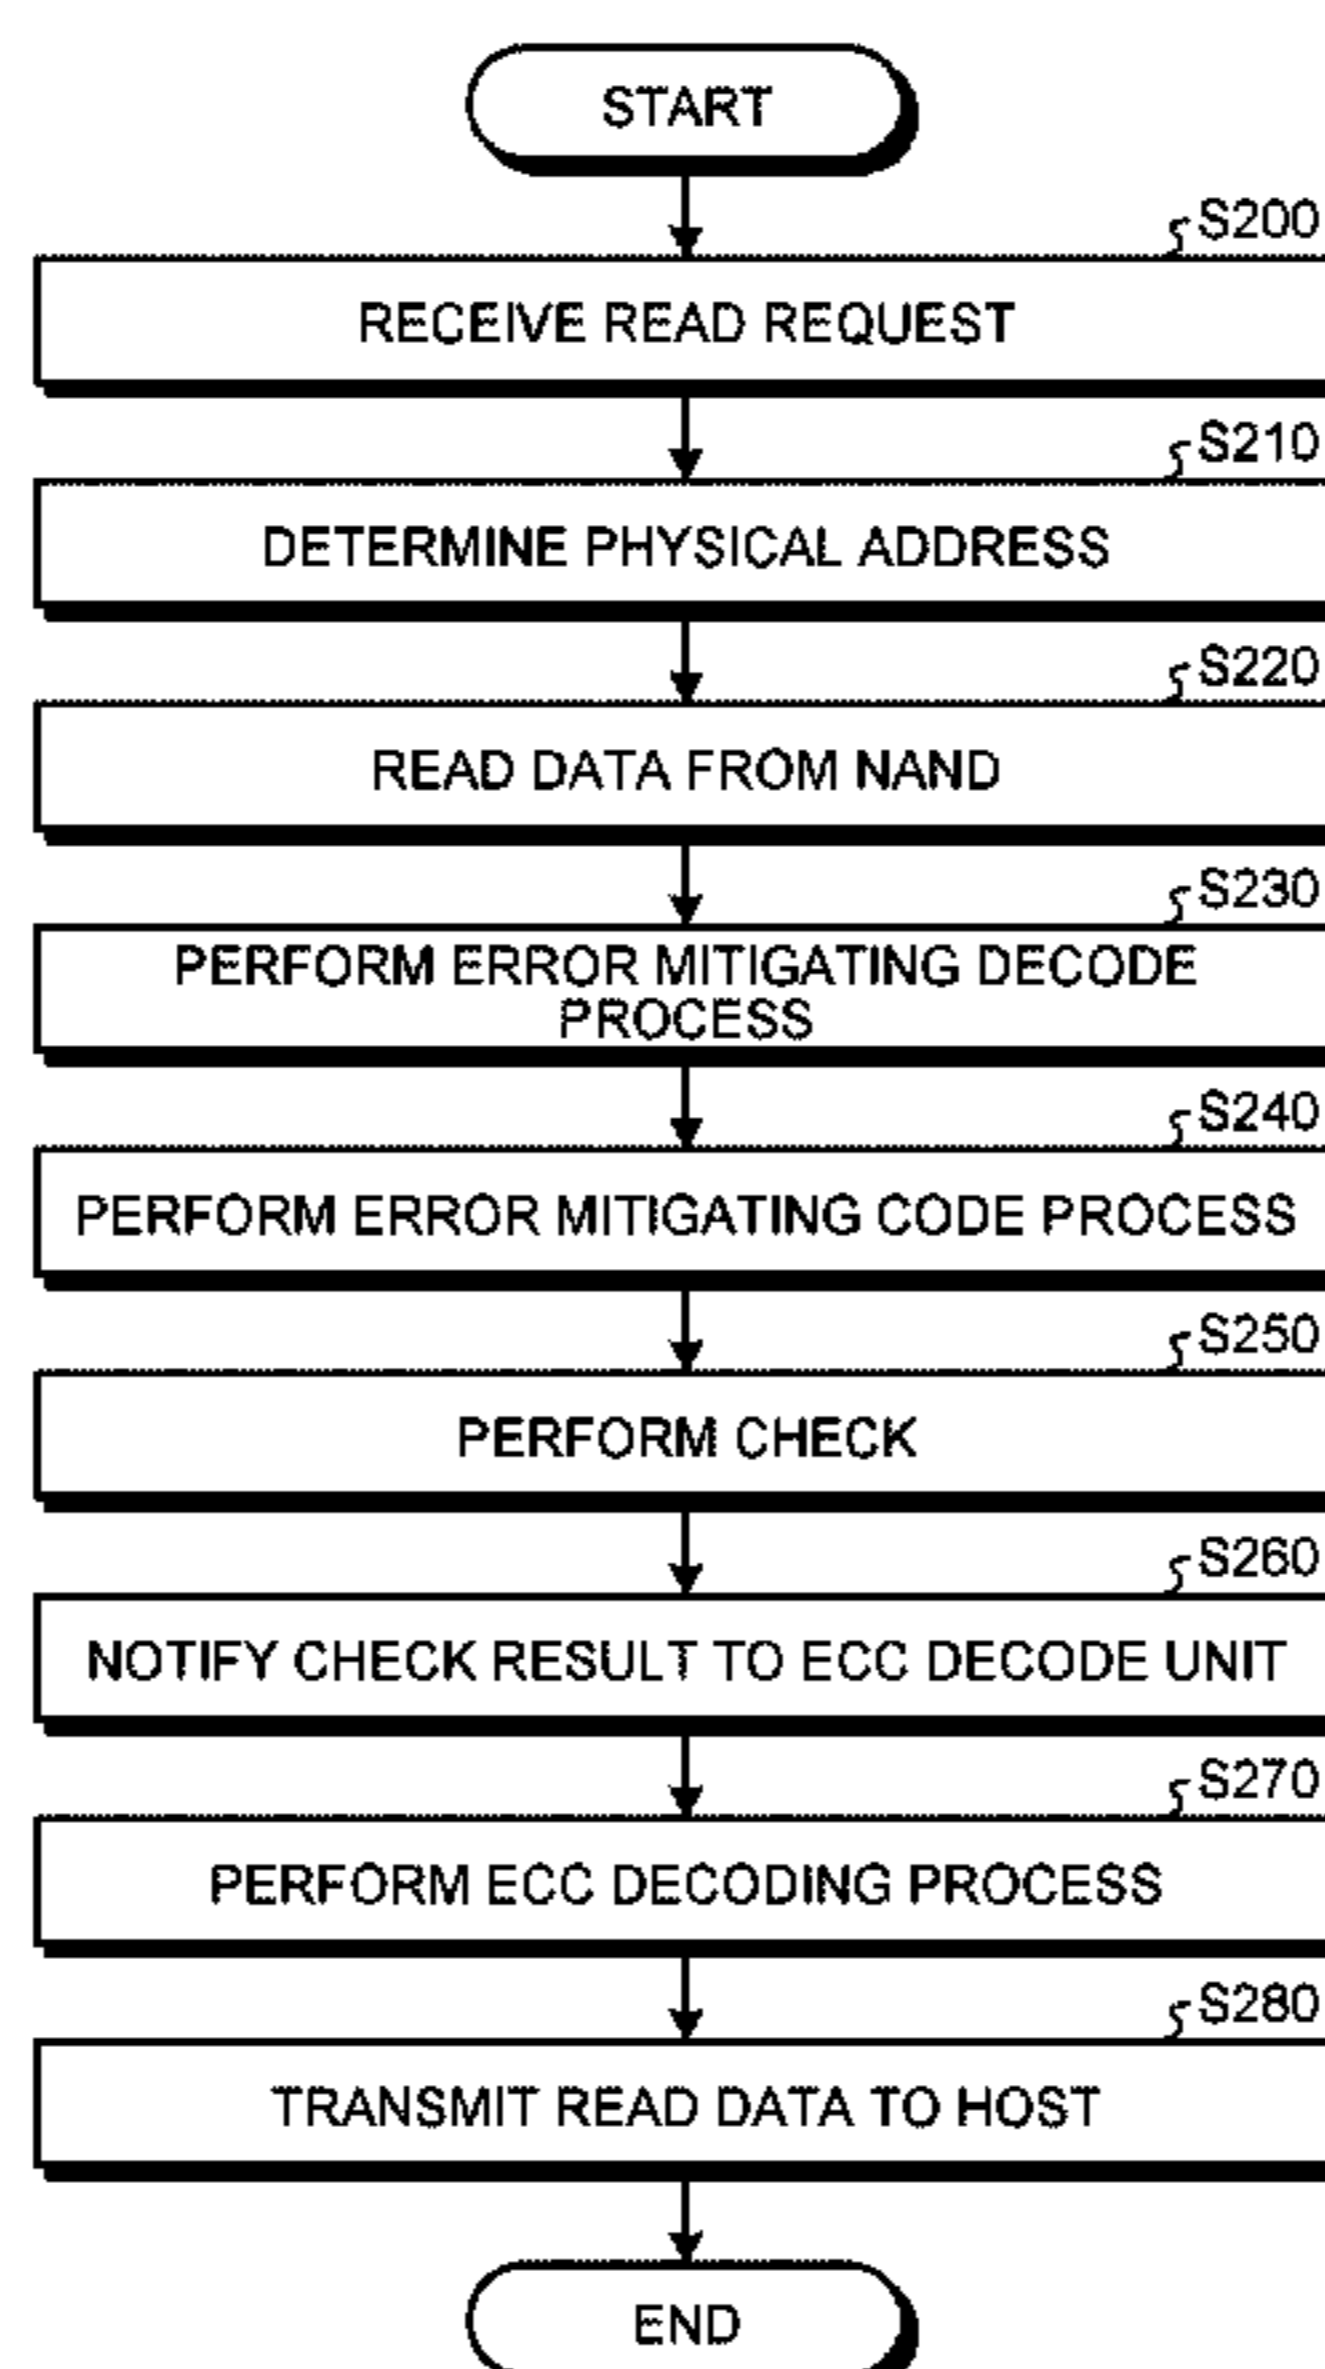 START
S200
RECEIVE READ REQUEST
S210
DETERMINE PHYSICAL ADDRESS
S220
READ DATA FROM NAND
S230
PERFORM ERROR MITIGATING DECODE
PROCESS
S240
PERFORM ERROR MITIGATING CODE PROCESS
S250
PERFORM CHECK
S260
NOTIFY CHECK RESULT TO ECC DECODE UNIT
S270
PERFORM ECC DECODING PROCESS
S280
TRANSMIT READ DATA TO HOST
END